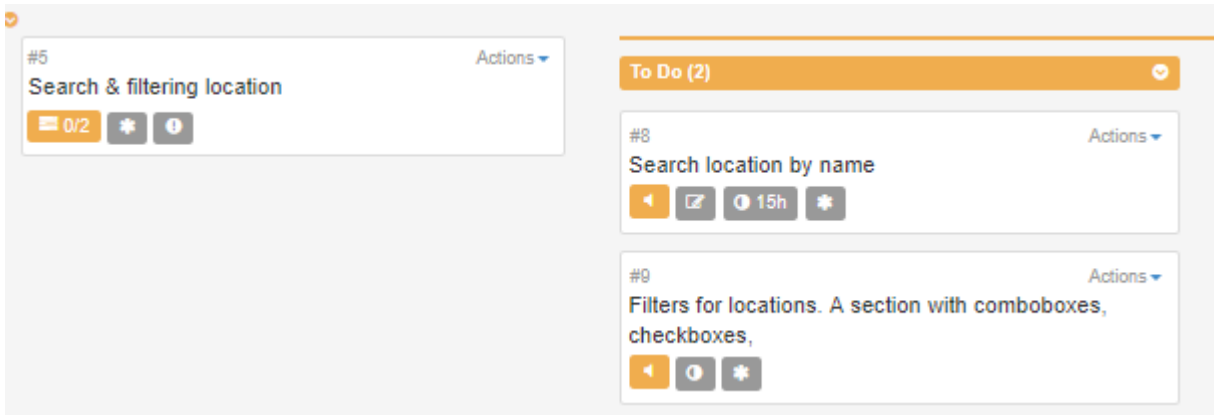 #5 Actions
Search & filtering location
0/2
To Do (2)
#8 Actions
Search location by name
15h
#9 Actions
Filters for locations. A section with comboboxes,
checkboxes,